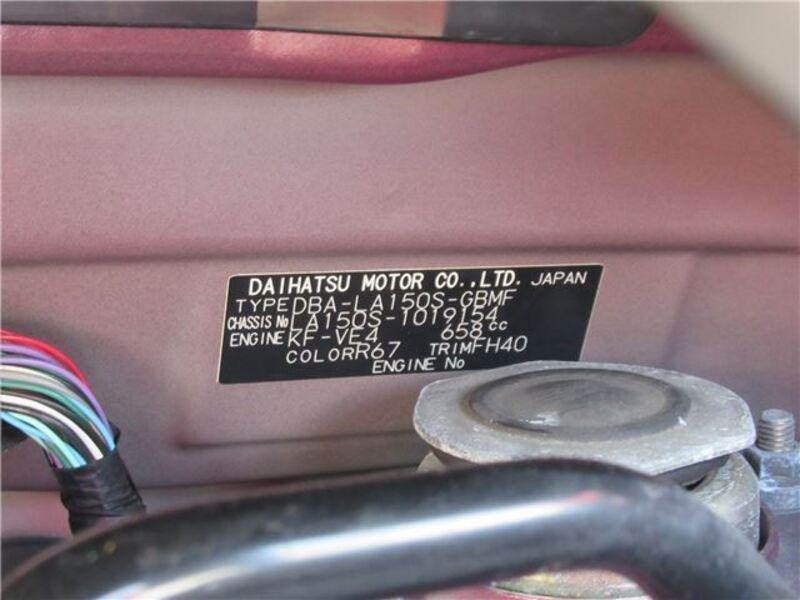 DAIHATSU MOTOR CO.,LTD. JAPAN
TYPE DBA-LA150S-GBMF
CHASSIS No LA150S-1019154
ENGINE KF-VE4 658cc
COLOR R67 TRIM FH40
ENGINE No